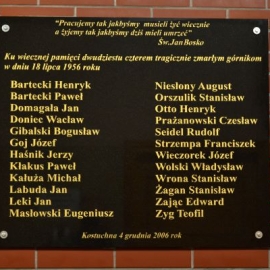 "Pracujemy tak jakbyśmy musieli żyć wiecznie
a żyjemy tak jakbyśmy dziś mieli umrzeć"
Św.Jan Bosko
Ku wiecznej pamięci dwudziestu czterem tragicznie zmarłym górnikom
w dniu 18 lipca 1956 roku
Bartecki Henryk
Bartecki Paweł
Domagała Jan
Doniec Wacław
Gibalski Bogusław
Goj Józef
Haśnik Jerzy
Kłakus Paweł
Kałuża Michał
Labuda Jan
Leki Jan
Masłowski Eugeniusz
Niesłony August
Orszulik Stanisław
Otto Henryk
Prażanowski Czesław
Seidel Rudolf
Strzempa Franciszek
Wieczorek Józef
Wolski Władysław
Wrona Stanisław
Żagan Stanisław
Zając Edward
Zyg Teofil
Kostuchna 4 grudnia 2006 rok